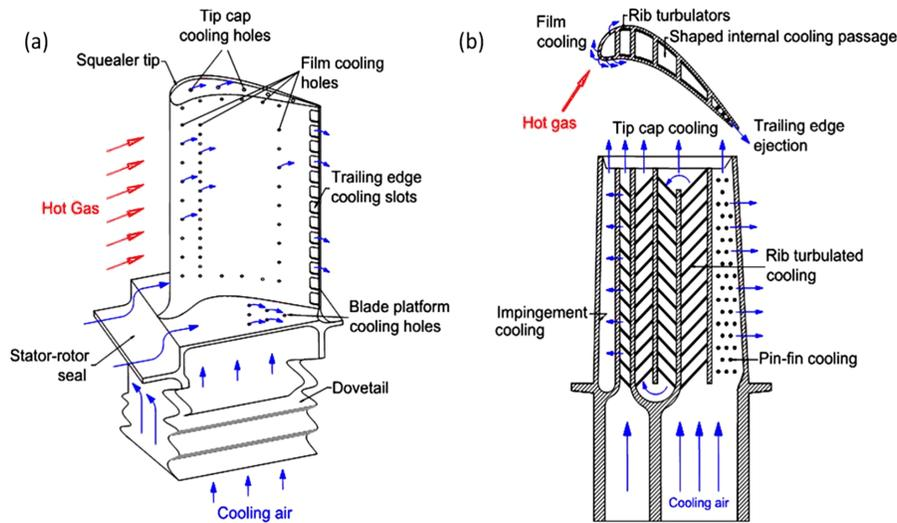 (a)
Tip cap
cooling holes
Squealer tip
Film cooling
holes
Hot Gas
Trailing edge
cooling slots
Blade platform
cooling holes
Stator-rotor
seal
Dovetail
Cooling air
(b)
Film
cooling
Rib turbulators
Shaped internal cooling passage
Hot gas
Tip cap cooling
Trailing edge
ejection
Rib turbulated
cooling
Impingement
cooling
Pin-fin cooling
Cooling air